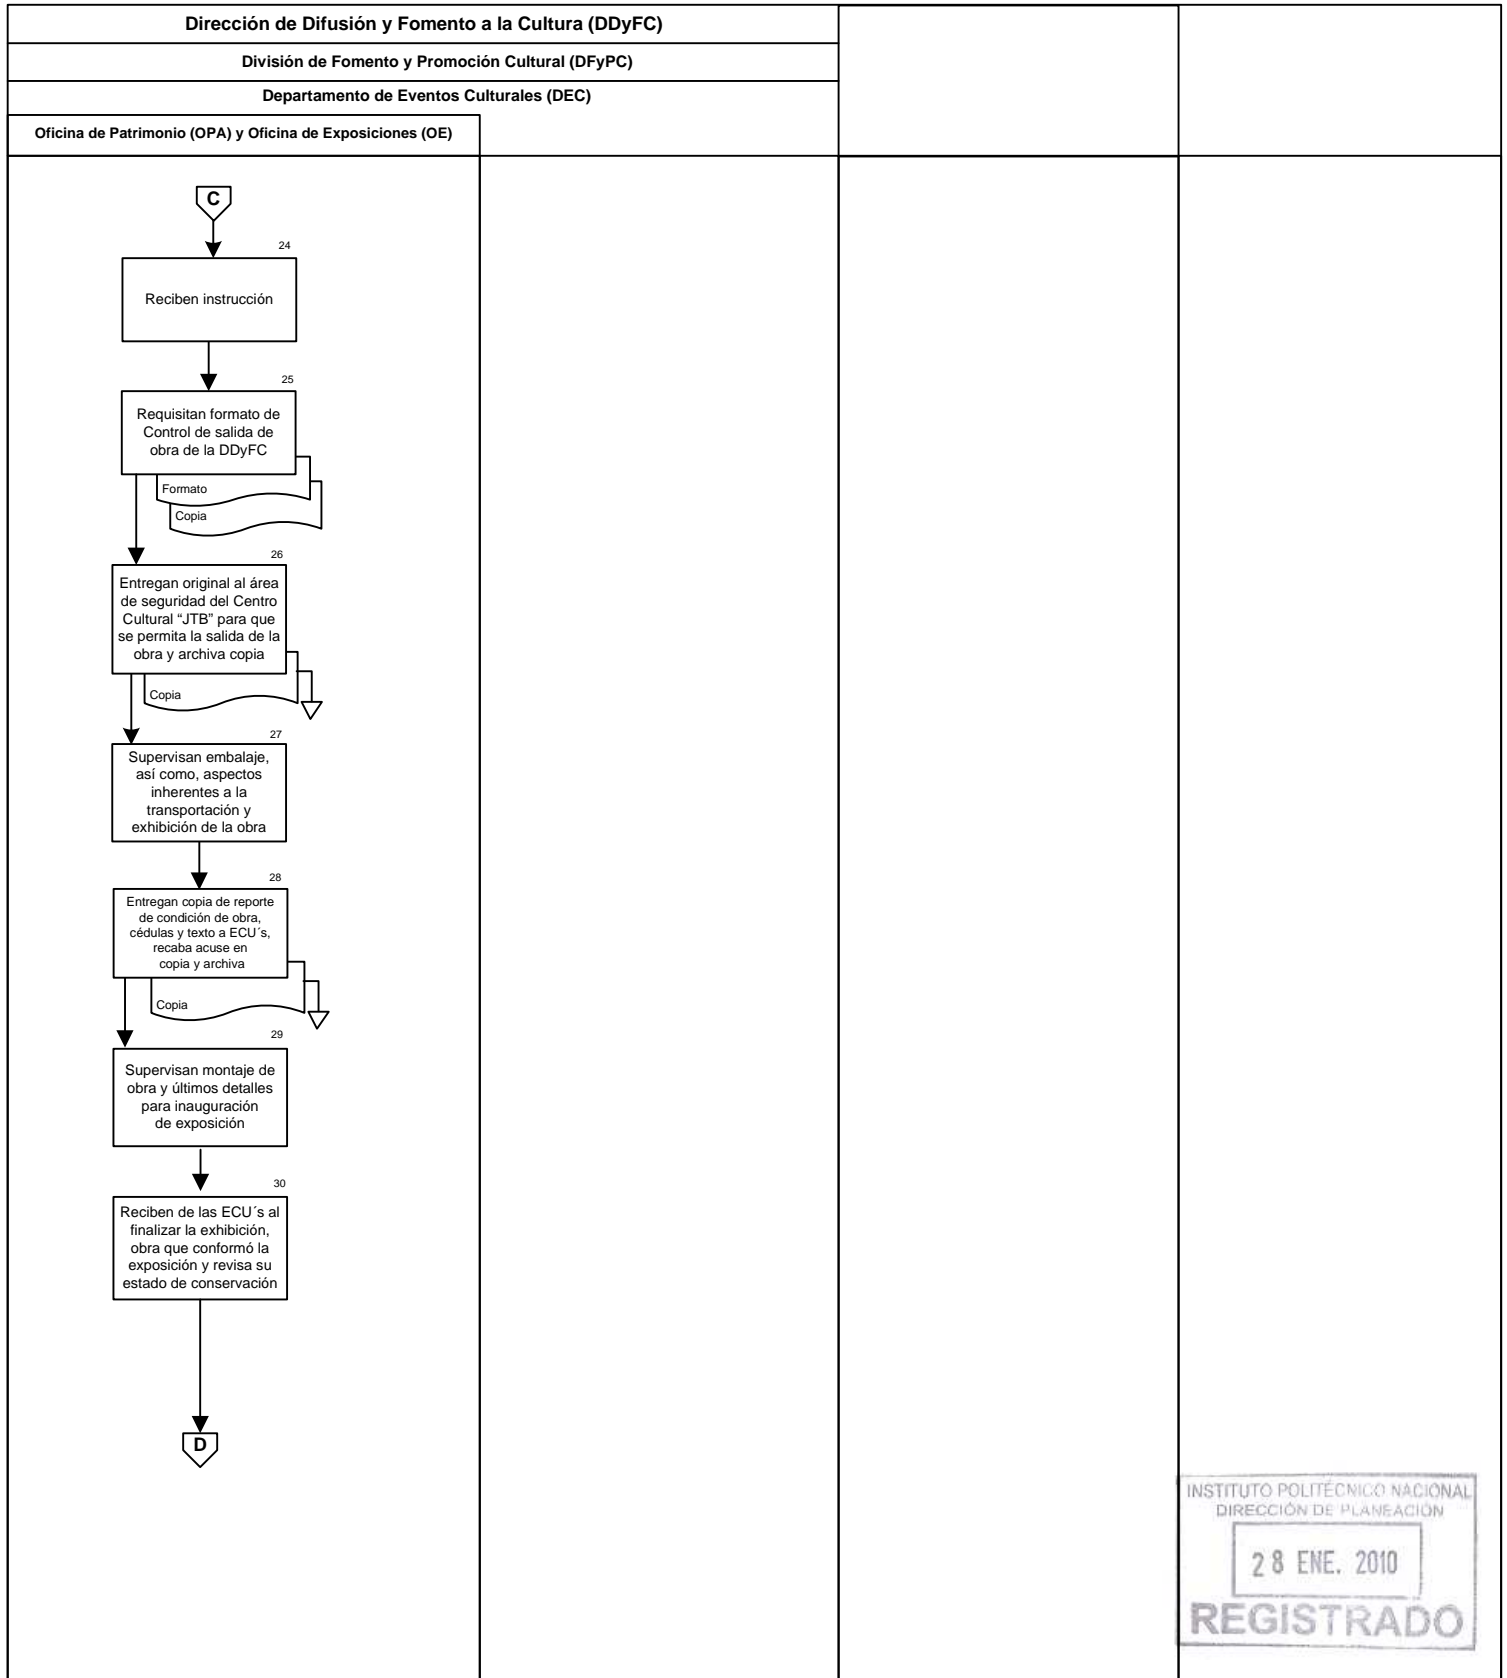 Dirección de Difusión y Fomento a la Cultura (DDyFC)
División de Fomento y Promoción Cultural (DFyPC)
Departamento de Eventos Culturales (DEC)
Oficina de Patrimonio (OPA) y Oficina de Exposiciones (OE)
C
24
Reciben instrucción
25
Requisitan formato de
Control de salida de
obra de la DDyFC
Formato
Copia
26
Entregan original al área
de seguridad del Centro
Cultural “JTB” para que
se permita la salida de la
obra y archiva copia
Copia
27
Supervisan embalaje,
así como, aspectos
inherentes a la
transportación y
exhibición de la obra
28
Entregan copia de reporte
de condición de obra,
cédulas y texto a ECU´s,
recaba acuse en
copia y archiva
Copia
29
Supervisan montaje de
obra y últimos detalles
para inauguración
de exposición
30
Reciben de las ECU´s al
finalizar la exhibición,
obra que conformó la
exposición y revisa su
estado de conservación
D
INSTITUTO POLITÉCNICO NACIONAL
DIRECCIÓN DE PLANEACIÓN
28 ENE. 2010
REGISTRADO